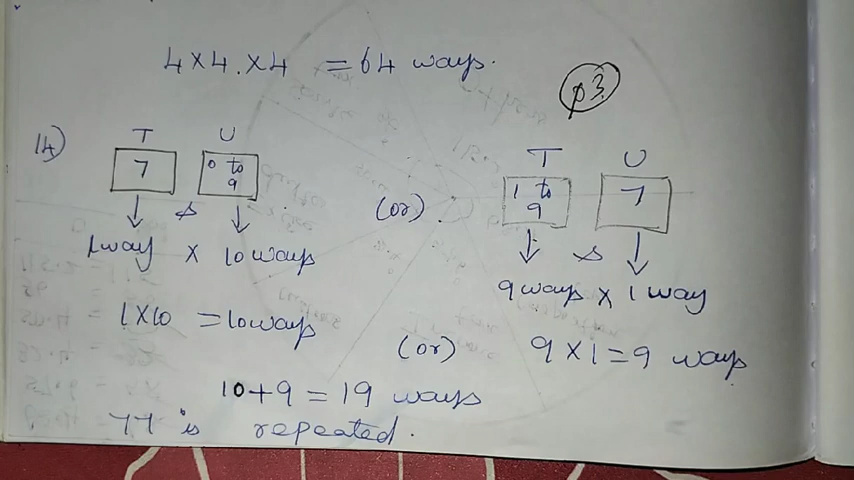 4×4.×4 = 64 ways.
p3
14)
T U
7 0 to 9
↓ & ↓
1way × 10 ways
1×10 = 10 ways
(or)
T U
1 to 9 7
↓ & ↓
9 ways × 1 way
(or)
9 × 1 = 9 ways
10+9 = 19 ways
77 is repeated.